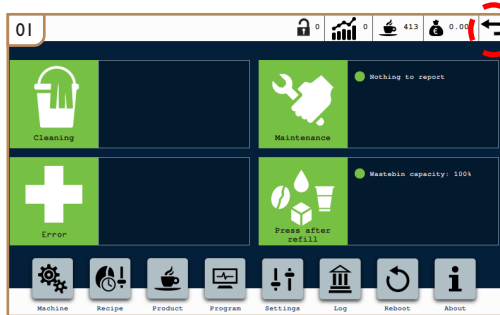 01
0
0
413
0.00
Cleaning
Nothing to report
Maintenance
Error
Wastebin capacity: 100%
Press after
refill
Machine Recipe Product Program Settings Log Reboot About